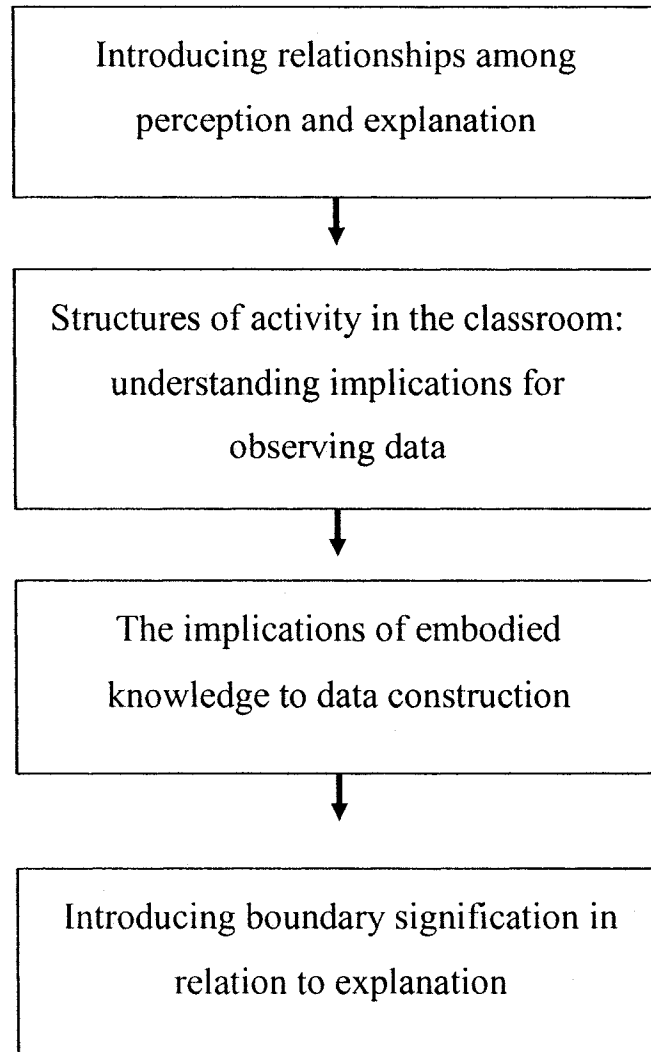 Introducing relationships among
perception and explanation
Structures of activity in the classroom:
understanding implications for
observing data
The implications of embodied
knowledge to data construction
Introducing boundary signification in
relation to explanation